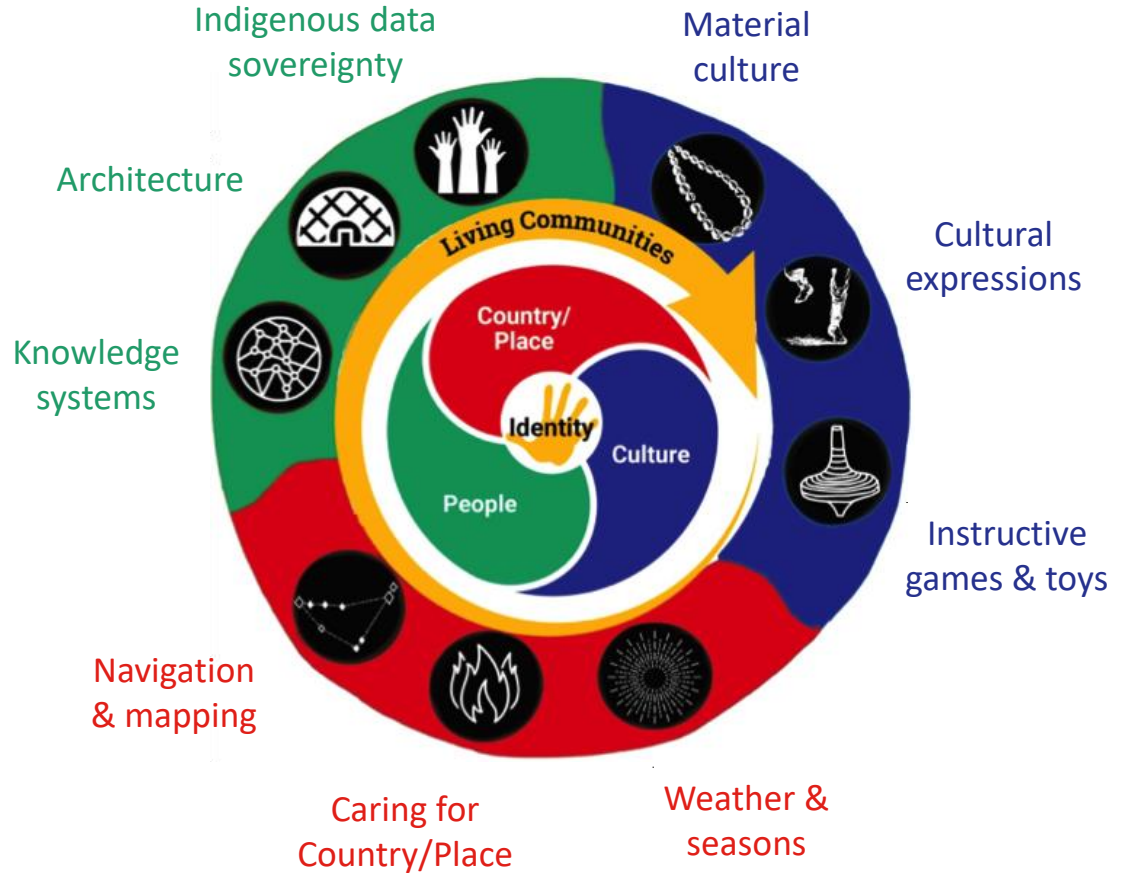 Indigenous data
sovereignty
Material
culture
Architecture
Living Communities
Cultural
expressions
Country/
Place
Knowledge
systems
Identity
Culture
People
Instructive
games & toys
Navigation
& mapping
Caring for
Country/Place
Weather &
seasons